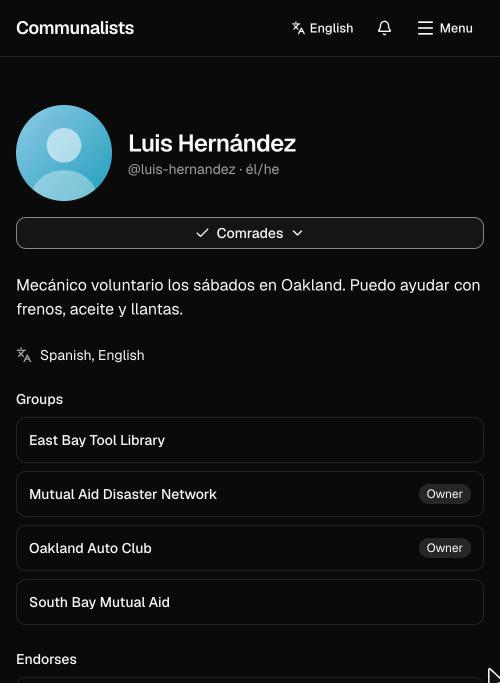 Communalists
English
Menu
Luis Hernández
@luis-hernandez · él/he
Comrades
Mecánico voluntario los sábados en Oakland. Puedo ayudar con
frenos, aceite y llantas.
Spanish, English
Groups
East Bay Tool Library
Mutual Aid Disaster Network
Owner
Oakland Auto Club
Owner
South Bay Mutual Aid
Endorses